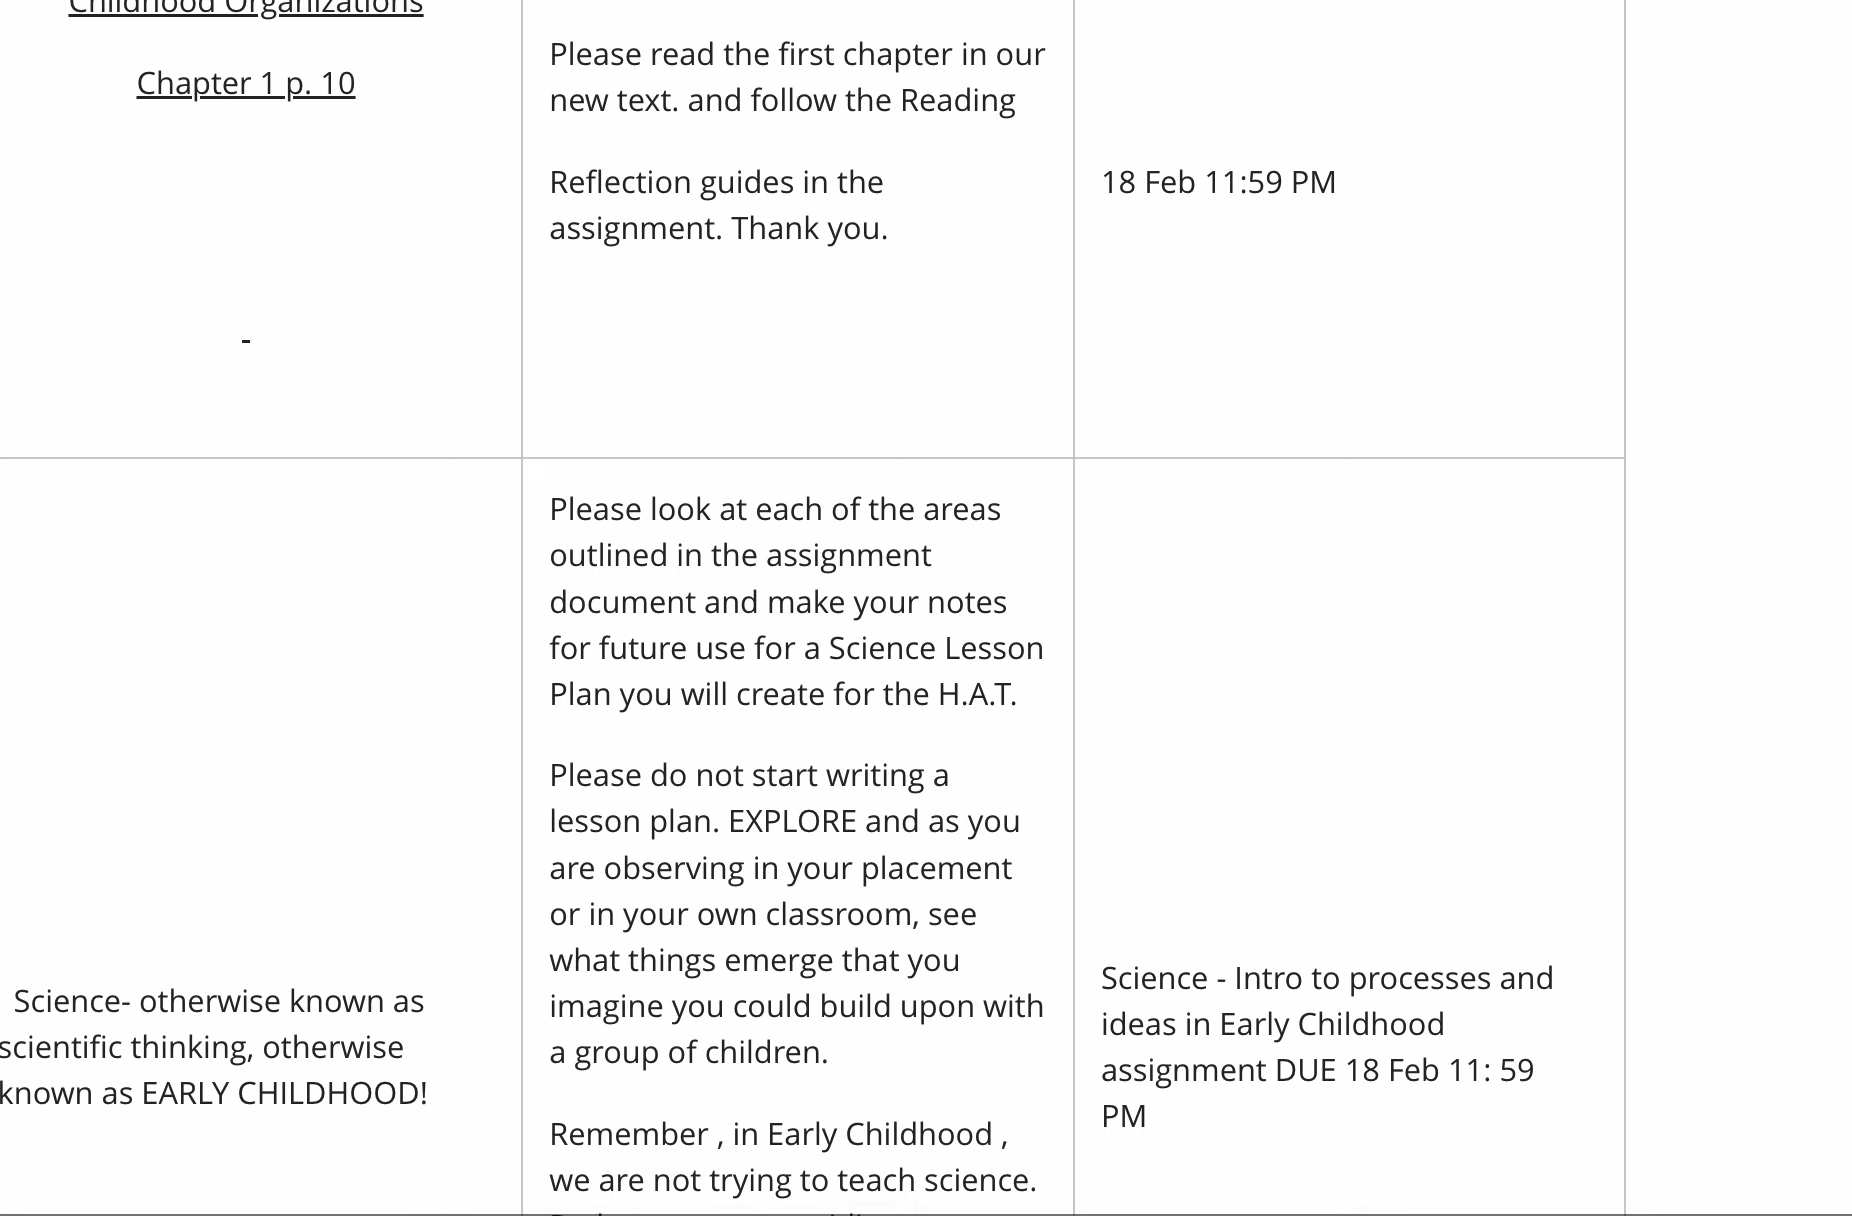 Childhood Organizations
Chapter 1 p. 10
-
Please read the first chapter in our
new text. and follow the Reading
Reflection guides in the
assignment. Thank you.
18 Feb 11:59 PM
Science- otherwise known as
scientific thinking, otherwise
known as EARLY CHILDHOOD!
Please look at each of the areas
outlined in the assignment
document and make your notes
for future use for a Science Lesson
Plan you will create for the H.A.T.
Please do not start writing a
lesson plan. EXPLORE and as you
are observing in your placement
or in your own classroom, see
what things emerge that you
imagine you could build upon with
a group of children.
Remember , in Early Childhood ,
we are not trying to teach science.
Science - Intro to processes and
ideas in Early Childhood
assignment DUE 18 Feb 11: 59
PM